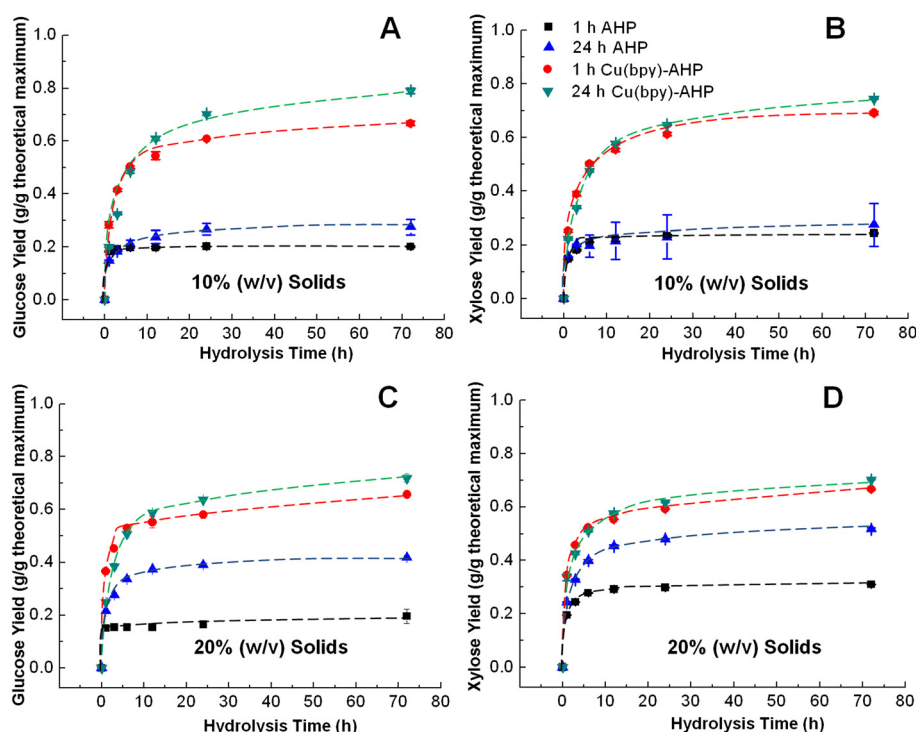 A
1.0
0.8
0.6
0.4
0.2
0.0
0 10 20 30 40 50 60 70 80
Glucose Yield (g/g theoretical maximum)
Hydrolysis Time (h)
10% (w/v) Solids
B
1 h AHP
24 h AHP
1 h Cu(bpy)-AHP
24 h Cu(bpy)-AHP
1.0
0.8
0.6
0.4
0.2
0.0
0 10 20 30 40 50 60 70 80
Xylose Yield (g/g theoretical maximum)
Hydrolysis Time (h)
10% (w/v) Solids
C
1.0
0.8
0.6
0.4
0.2
0.0
0 10 20 30 40 50 60 70 80
Glucose Yield (g/g theoretical maximum)
Hydrolysis Time (h)
20% (w/v) Solids
D
1.0
0.8
0.6
0.4
0.2
0.0
0 10 20 30 40 50 60 70 80
Xylose Yield (g/g theoretical maximum)
Hydrolysis Time (h)
20% (w/v) Solids